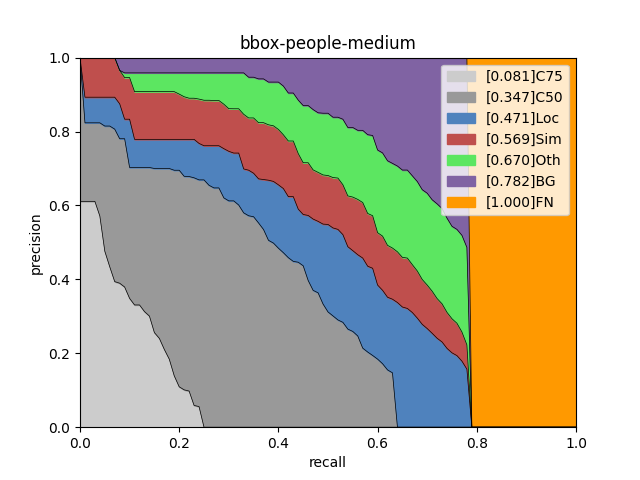 bbox-people-medium
1.0
0.8
0.6
0.4
0.2
0.0
precision
[0.081]C75
[0.347]C50
[0.471]Loc
[0.569]Sim
[0.670]Oth
[0.782]BG
[1.000]FN
0.0 0.2 0.4 0.6 0.8 1.0
recall